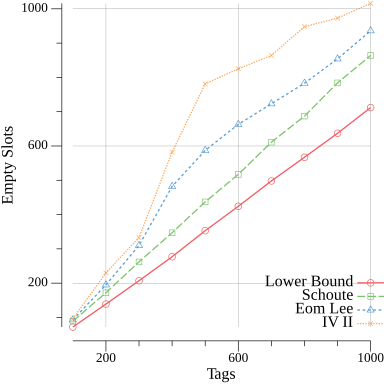 1000
600
200
Empty Slots
Lower Bound
Schoute
Eom Lee
IV II
200 600 1000
Tags